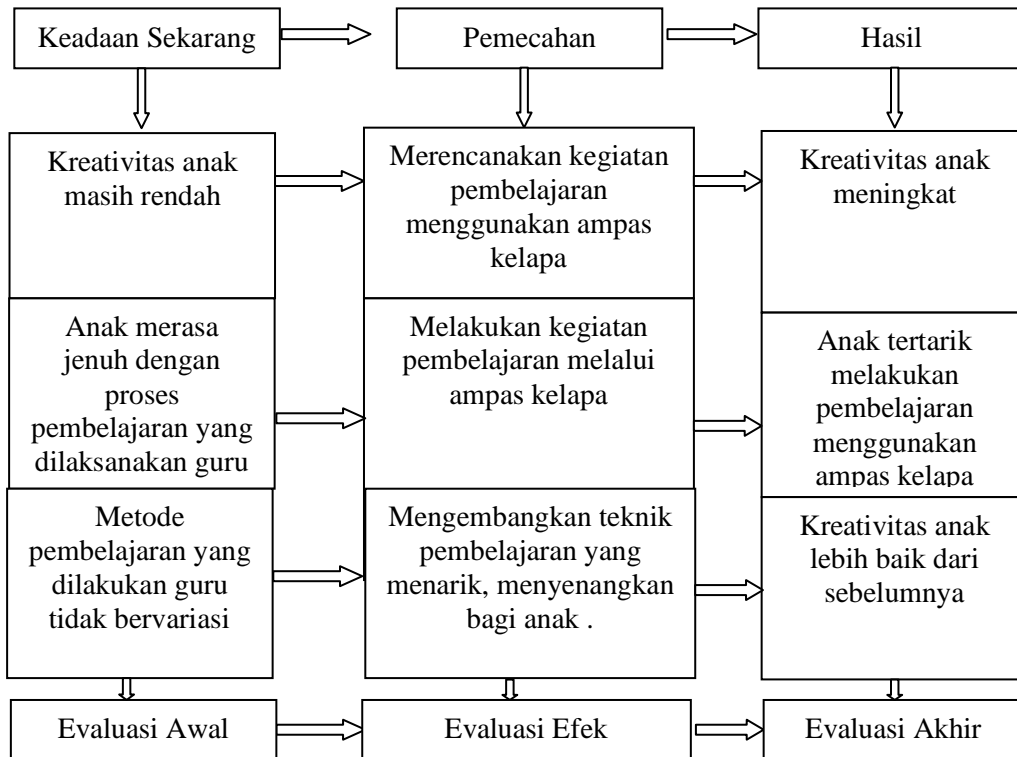 Keadaan Sekarang
Pemecahan
Hasil
Kreativitas anak
masih rendah
Merencanakan kegiatan
pembelajaran
menggunakan ampas
kelapa
Kreativitas anak
meningkat
Anak merasa
jenuh dengan
proses
pembelajaran yang
dilaksanakan guru
Melakukan kegiatan
pembelajaran melalui
ampas kelapa
Anak tertarik
melakukan
pembelajaran
menggunakan
ampas kelapa
Metode
pembelajaran yang
dilakukan guru
tidak bervariasi
Mengembangkan teknik
pembelajaran yang
menarik, menyenangkan
bagi anak .
Kreativitas anak
lebih baik dari
sebelumnya
Evaluasi Awal
Evaluasi Efek
Evaluasi Akhir